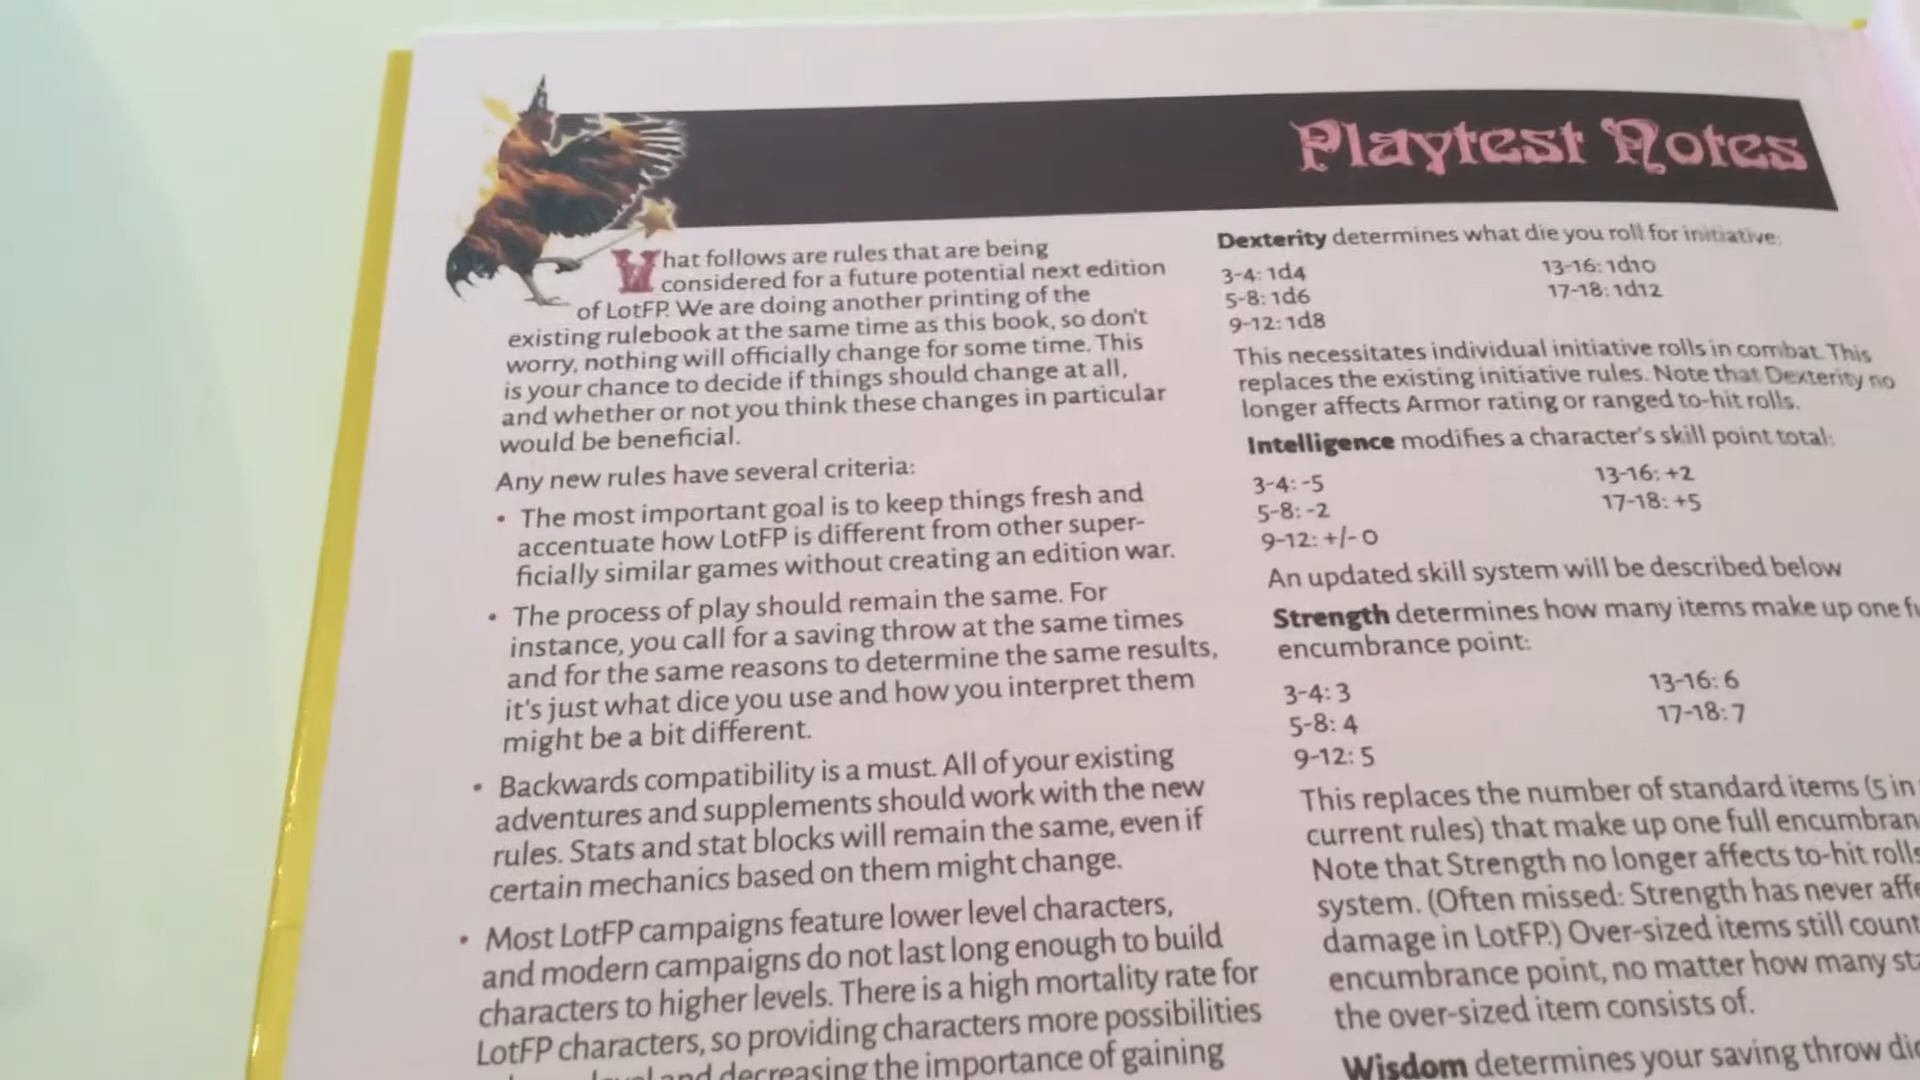 Playtest Notes
What follows are rules that are being
considered for a future potential next edition
of LotFP. We are doing another printing of the
existing rulebook at the same time as this book, so don't
worry, nothing will officially change for some time. This
is your chance to decide if things should change at all,
and whether or not you think these changes in particular
would be beneficial.
Any new rules have several criteria:
• The most important goal is to keep things fresh and
accentuate how LotFP is different from other super-
ficially similar games without creating an edition war.
• The process of play should remain the same. For
instance, you call for a saving throw at the same times
and for the same reasons to determine the same results,
it's just what dice you use and how you interpret them
might be a bit different.
• Backwards compatibility is a must. All of your existing
adventures and supplements should work with the new
rules. Stats and stat blocks will remain the same, even if
certain mechanics based on them might change.
• Most LotFP campaigns feature lower level characters,
and modern campaigns do not last long enough to build
characters to higher levels. There is a high mortality rate for
LotFP characters, so providing characters more possibilities
and decreasing the importance of gaining
Dexterity determines what die you roll for initiative:
3-4: 1d4
5-8: 1d6
9-12: 1d8
13-16: 1d10
17-18: 1d12
This necessitates individual initiative rolls in combat. This
replaces the existing initiative rules. Note that Dexterity no
longer affects Armor rating or ranged to-hit rolls.
Intelligence modifies a character's skill point total:
3-4: -5
5-8: -2
9-12: +/- 0
13-16: +2
17-18: +5
An updated skill system will be described below
Strength determines how many items make up one
encumbrance point:
3-4: 3
5-8: 4
9-12: 5
13-16: 6
17-18: 7
This replaces the number of standard items (5 in
current rules) that make up one full
Note that Strength no longer affects to-hit rolls
system. (Often missed: Strength has never
damage in LotFP.) Over-sized items still count
encumbrance point, no matter how many
the over-sized item consists of.
Wisdom determines your saving throw